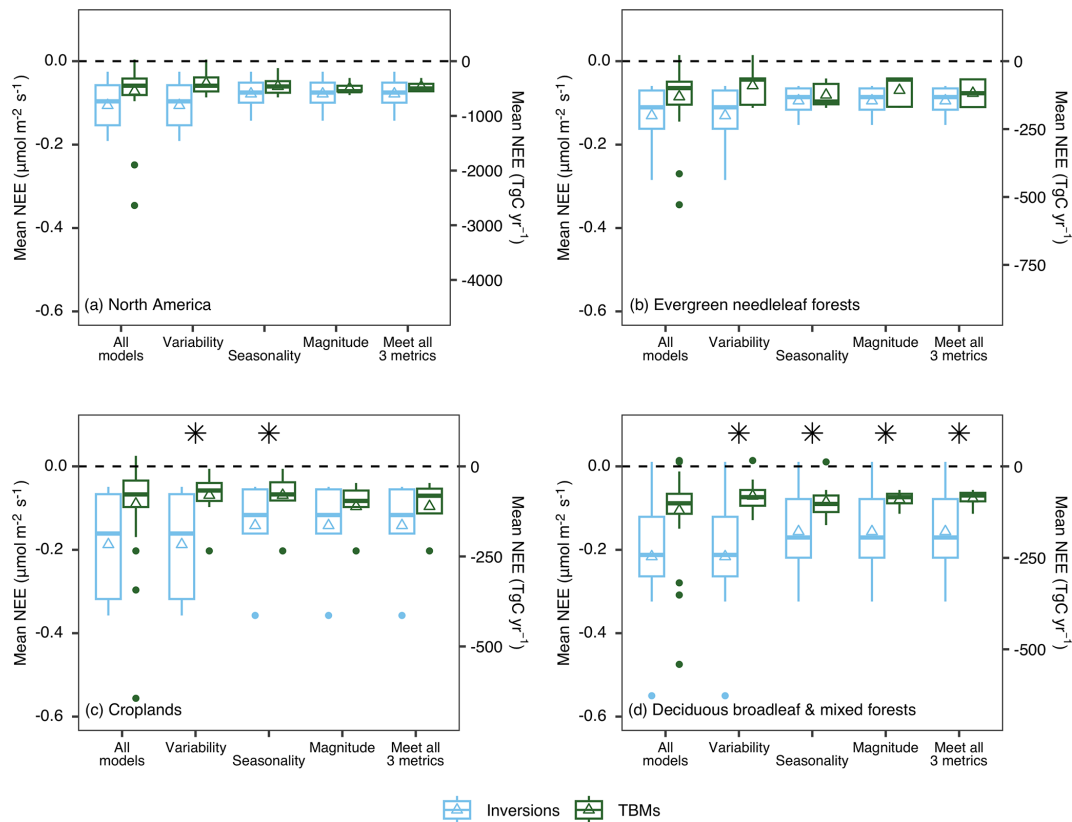 0.0
-0.2
-0.4
-0.6
Mean NEE (μmol m⁻² s⁻¹)
0
-1000
-2000
-3000
-4000
Mean NEE (TgC yr⁻¹)
(a) North America
All
models
Variability
Seasonality
Magnitude
Meet all
3 metrics
0.0
-0.2
-0.4
-0.6
Mean NEE (μmol m⁻² s⁻¹)
0
-250
-500
-750
Mean NEE (TgC yr⁻¹)
(b) Evergreen needleleaf forests
All
models
Variability
Seasonality
Magnitude
Meet all
3 metrics
0.0
-0.2
-0.4
-0.6
Mean NEE (μmol m⁻² s⁻¹)
0
-250
-500
Mean NEE (TgC yr⁻¹)
(c) Croplands
All
models
Variability
Seasonality
Magnitude
Meet all
3 metrics
0.0
-0.2
-0.4
-0.6
Mean NEE (μmol m⁻² s⁻¹)
0
-250
-500
Mean NEE (TgC yr⁻¹)
(d) Deciduous broadleaf & mixed forests
All
models
Variability
Seasonality
Magnitude
Meet all
3 metrics
Inversions
TBMs